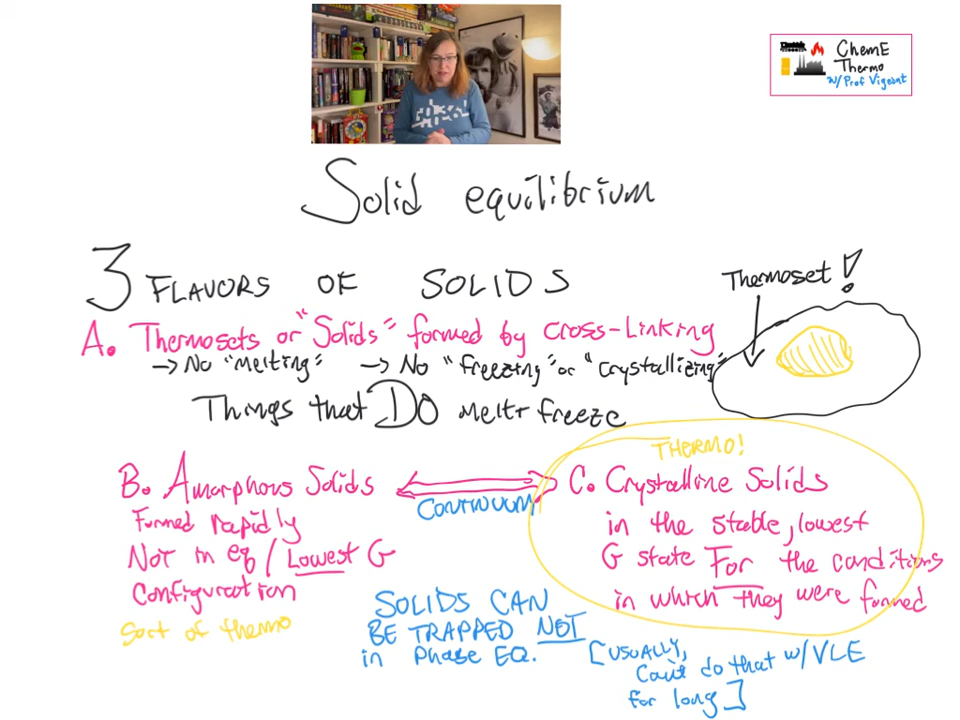 ChemE
Thermo
w/ Prof Vigeant
Solid equilibrium
3 FLAVORS OF SOLIDS
Thermoset!
A. Thermosets or "Solids" formed by cross-Linking
→ No "melting" → No "freezing" or "crystallizing"
Things that DO melt + freeze
THERMO!
B. Amorphous Solids
CONTINUUM
C. Crystalline Solids
Formed rapidly
Not in eq / Lowest G
configuration
Sort of thermo
in the stable, lowest
G state For the conditions
in which they were formed
SOLIDS CAN
BE TRAPPED NOT
in Phase EQ.
[USUALLY,
Can't do that w/ VLE
for long]